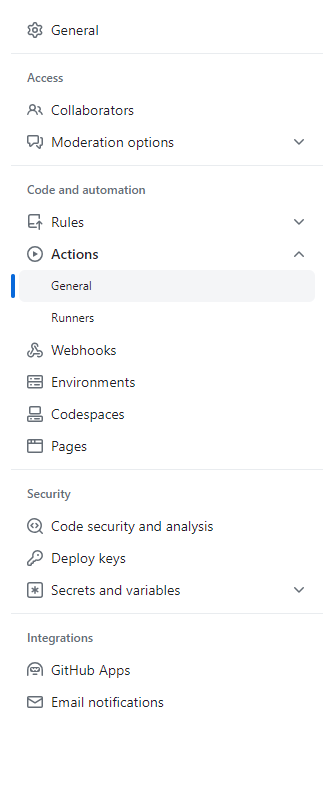 General
Access
Collaborators
Moderation options
Code and automation
Rules
Actions
General
Runners
Webhooks
Environments
Codespaces
Pages
Security
Code security and analysis
Deploy keys
Secrets and variables
Integrations
GitHub Apps
Email notifications